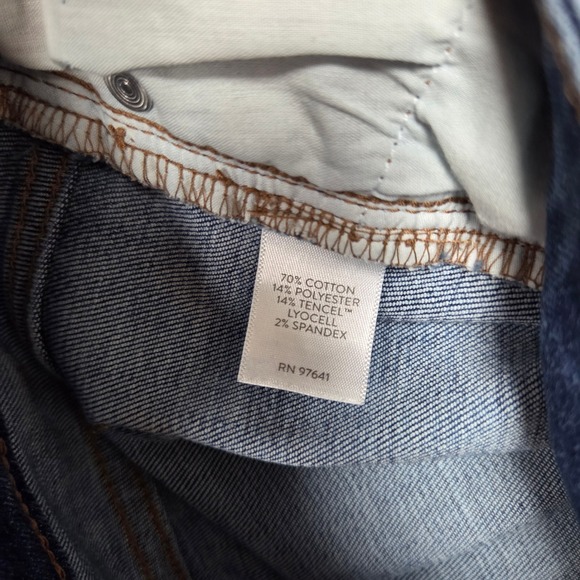 70% COTTON
14% POLYESTER
14% TENCEL™
LYOCELL
2% SPANDEX
RN 97641